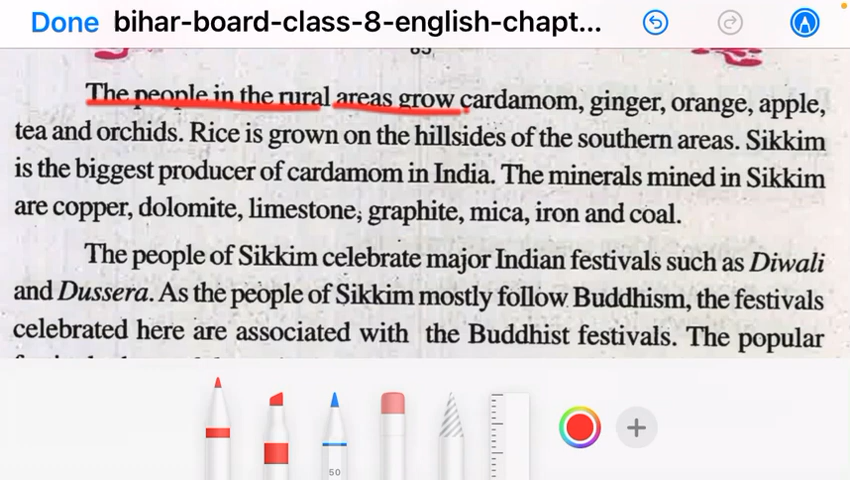 Done bihar-board-class-8-english-chapt...
The people in the rural areas grow cardamom, ginger, orange, apple,
tea and orchids. Rice is grown on the hillsides of the southern areas. Sikkim
is the biggest producer of cardamom in India. The minerals mined in Sikkim
are copper, dolomite, limestone, graphite, mica, iron and coal.
The people of Sikkim celebrate major Indian festivals such as Diwali
and Dussera. As the people of Sikkim mostly follow Buddhism, the festivals
celebrated here are associated with the Buddhist festivals. The popular
50